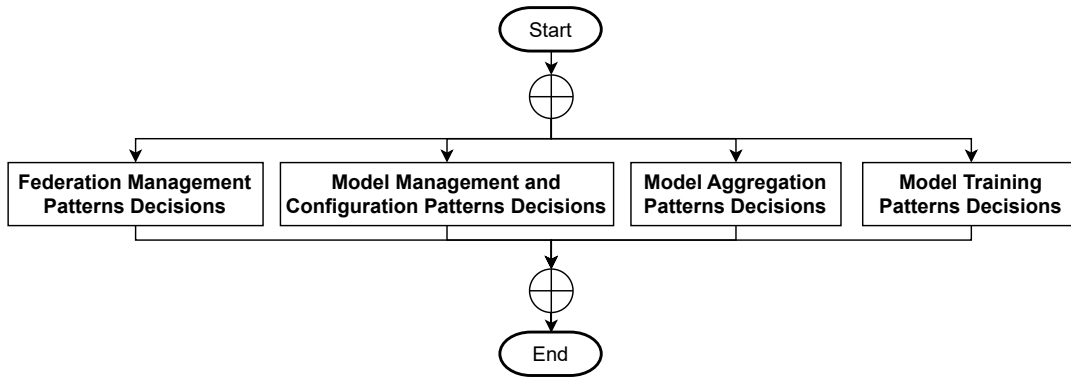 Start
Federation Management
Patterns Decisions
Model Management and
Configuration Patterns Decisions
Model Aggregation
Patterns Decisions
Model Training
Patterns Decisions
End